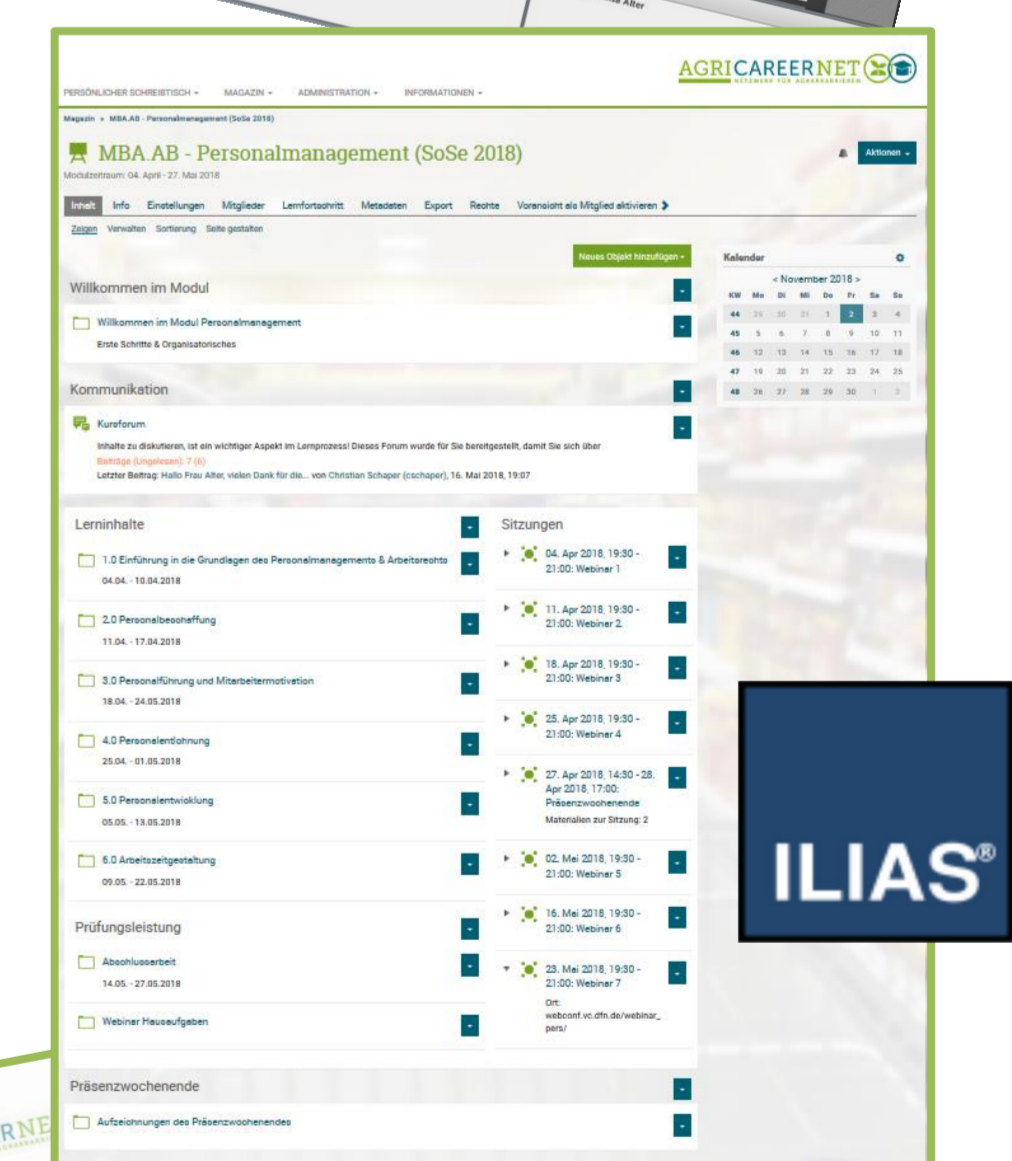 Alter
AGRICAREERNET
NETZWERK FÜR AGRARKARRIEREN
PERSÖNLICHER SCHREIBTISCH MAGAZIN ADMINISTRATION INFORMATIONEN
Magazin » MBA.AB - Personalmanagement (SoSe 2018)
MBA.AB - Personalmanagement (SoSe 2018)
Aktionen
Modulzeitraum: 04. April - 27. Mai 2018
Inhalt Info Einstellungen Mitglieder Lernfortschritt Metadaten Export Rechte Voransicht als Mitglied aktivieren
Zeigen Verwalten Sortierung Seite gestalten
Neues Objekt hinzufügen
Willkommen im Modul
Willkommen im Modul Personalmanagement
Erste Schritte & Organisatorisches
Kommunikation
Kursforum
Inhalte zu diskutieren, ist ein wichtiger Aspekt im Lernprozess! Dieses Forum wurde für Sie bereitgestellt, damit Sie sich über
Beiträge (Ungelesen): 7 (6)
Letzter Beitrag: Hallo Frau Alter, vielen Dank für die... von Christian Schaper (cschaper), 16. Mai 2018, 19:07
Kalender
< November 2018 >
KW Mo Di Mi Do Fr Sa So
44 29 30 31 1 2 3 4
45 5 6 7 8 9 10 11
46 12 13 14 15 16 17 18
47 19 20 21 22 23 24 25
48 26 27 28 29 30 1 2
Lerninhalte
1.0 Einführung in die Grundlagen des Personalmanagements & Arbeitsrechts
04.04. - 10.04.2018
2.0 Personalbeschaffung
11.04. - 17.04.2018
3.0 Personalführung und Mitarbeitermotivation
18.04. - 24.05.2018
4.0 Personalentlohnung
25.04. - 01.05.2018
5.0 Personalentwicklung
05.05. - 13.05.2018
6.0 Arbeitszeitgestaltung
09.05. - 22.05.2018
Prüfungsleistung
Abschlussarbeit
14.05. - 27.05.2018
Webinar Hausaufgaben
Sitzungen
04. Apr 2018, 19:30 -
21:00: Webinar 1
11. Apr 2018, 19:30 -
21:00: Webinar 2
18. Apr 2018, 19:30 -
21:00: Webinar 3
25. Apr 2018, 19:30 -
21:00: Webinar 4
27. Apr 2018, 14:30 - 28.
Apr 2018, 17:00:
Präsenzwochenende
Materialien zur Sitzung: 2
02. Mai 2018, 19:30 -
21:00: Webinar 5
16. Mai 2018, 19:30 -
21:00: Webinar 6
23. Mai 2018, 19:30 -
21:00: Webinar 7
Ort:
webconf.vc.dfn.de/webinar_
pers/
ILIAS®
Präsenzwochenende
Aufzeichnungen des Präsenzwochenendes
RNE